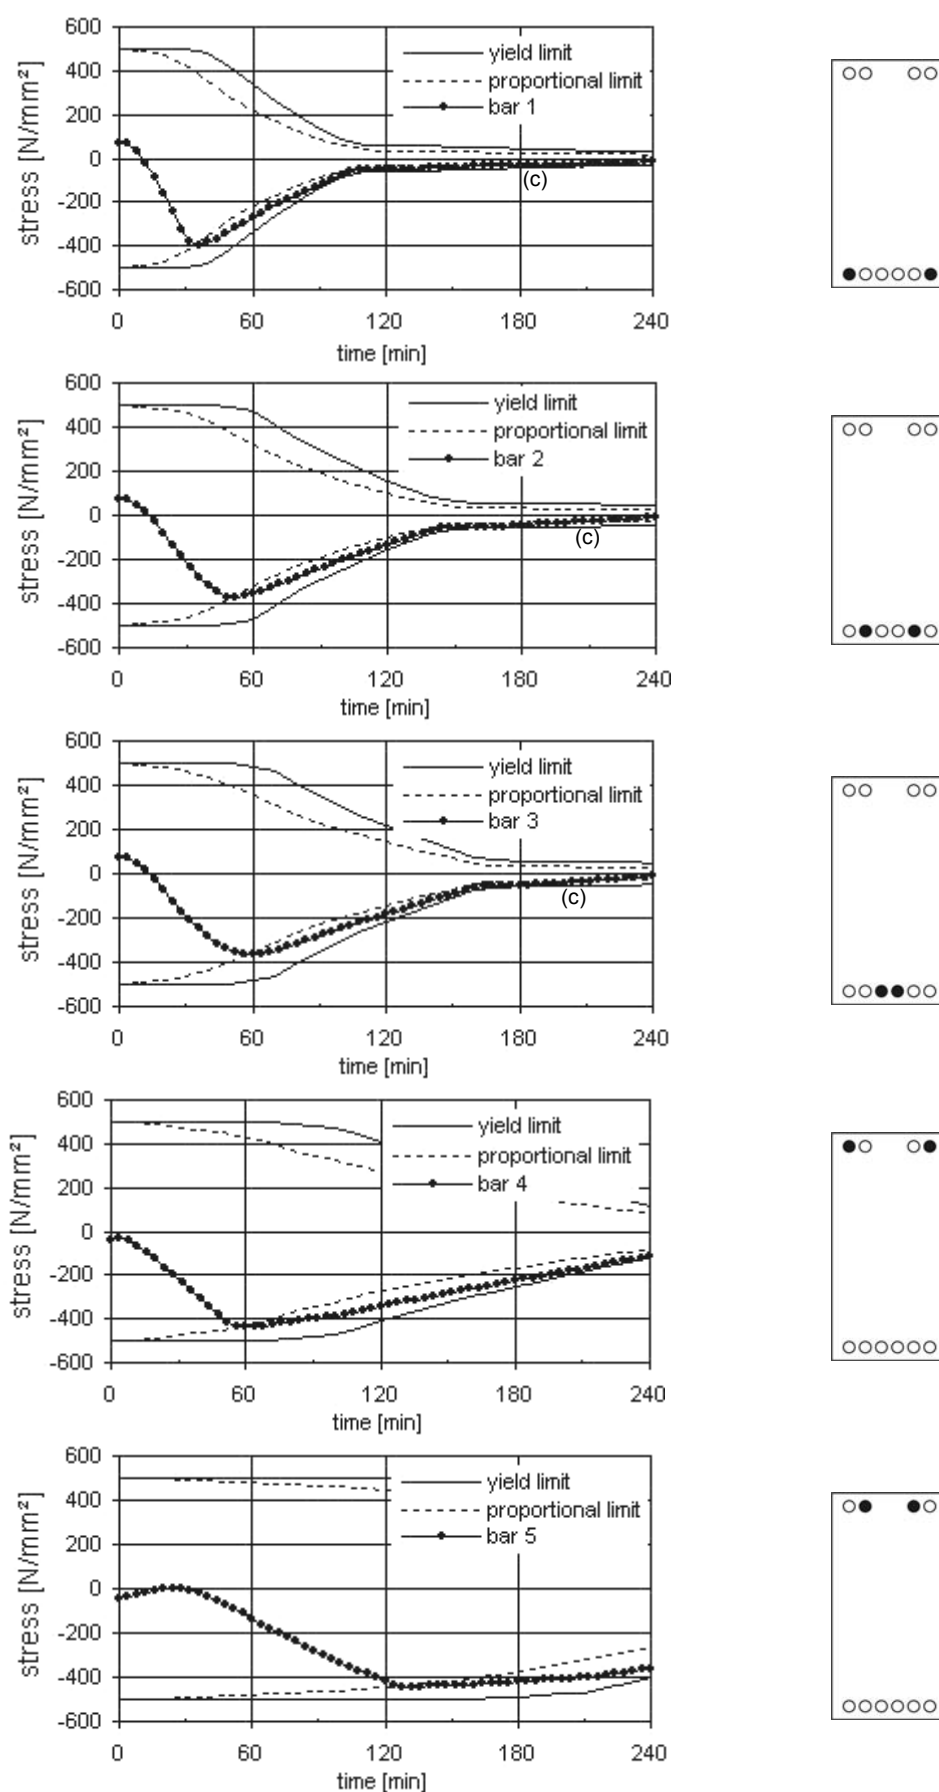 600
400
200
0
-200
-400
-600
stress [N/mm²]
yield limit
proportional limit
bar 1
(c)
0 60 120 180 240
time [min]
600
400
200
0
-200
-400
-600
stress [N/mm²]
yield limit
proportional limit
bar 2
(c)
0 60 120 180 240
time [min]
600
400
200
0
-200
-400
-600
stress [N/mm²]
yield limit
proportional limit
bar 3
(c)
0 60 120 180 240
time [min]
600
400
200
0
-200
-400
-600
stress [N/mm²]
yield limit
proportional limit
bar 4
0 60 120 180 240
time [min]
600
400
200
0
-200
-400
-600
stress [N/mm²]
yield limit
proportional limit
bar 5
0 60 120 180 240
time [min]